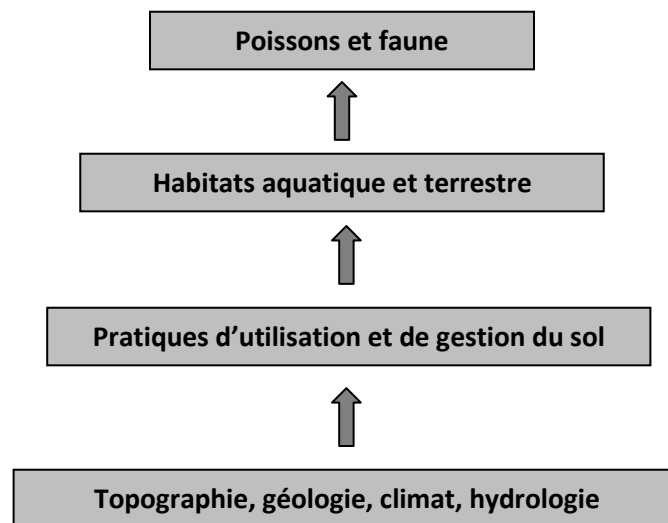 Poissons et faune
Habitats aquatique et terrestre
Pratiques d’utilisation et de gestion du sol
Topographie, géologie, climat, hydrologie